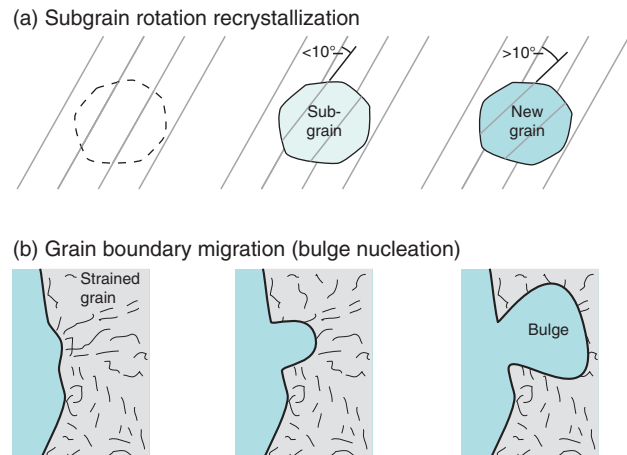 (a) Subgrain rotation recrystallization
<10°
>10°
Sub-
grain
New
grain
(b) Grain boundary migration (bulge nucleation)
Strained
grain
Bulge